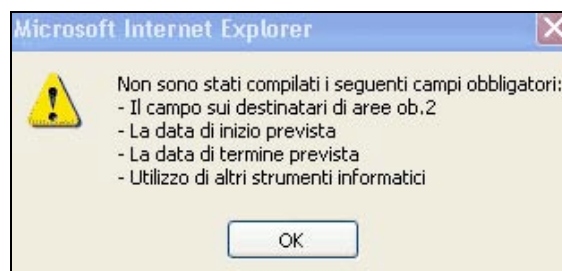 Microsoft Internet Explorer
Non sono stati compilati i seguenti campi obbligatori:
- Il campo sui destinatari di aree ob.2
- La data di inizio prevista
- La data di termine prevista
- Utilizzo di altri strumenti informatici
OK